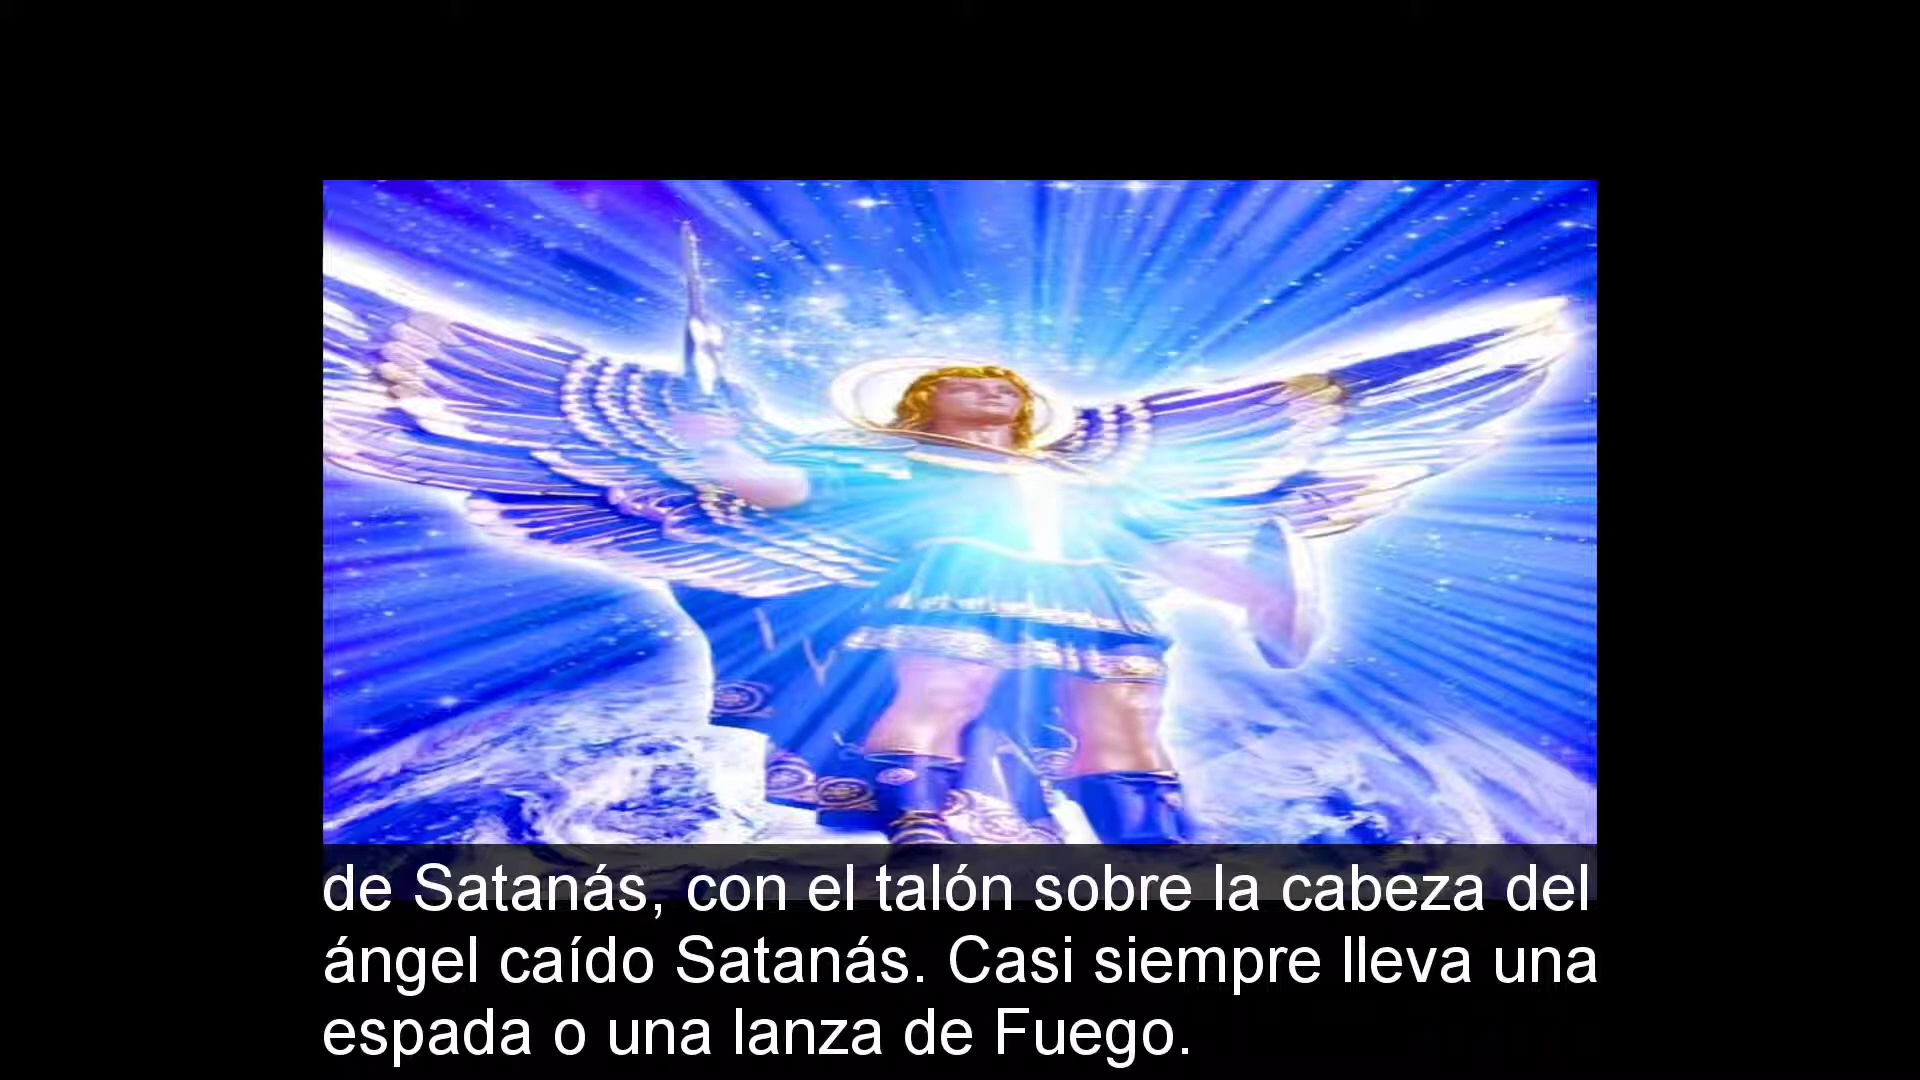 de Satanás, con el talón sobre la cabeza del
ángel caído Satanás. Casi siempre lleva una
espada o una lanza de Fuego.